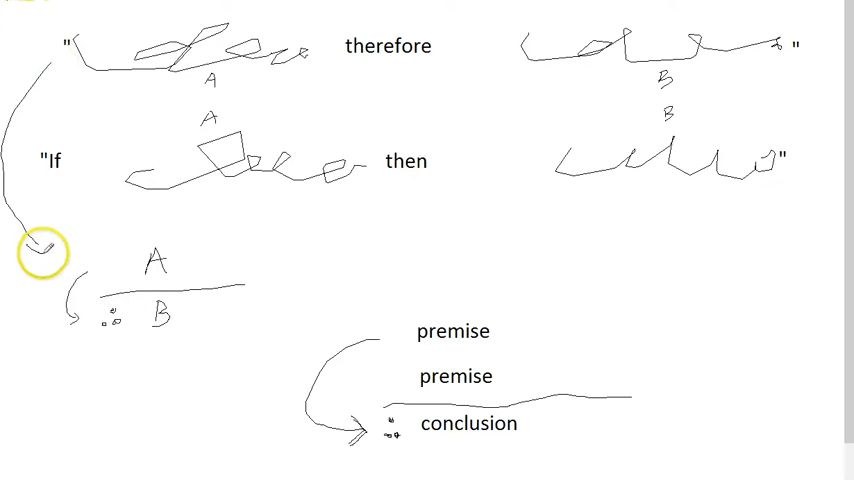 " therefore "
A B
A B
"If then "
A
∴ B
premise
premise
∴ conclusion